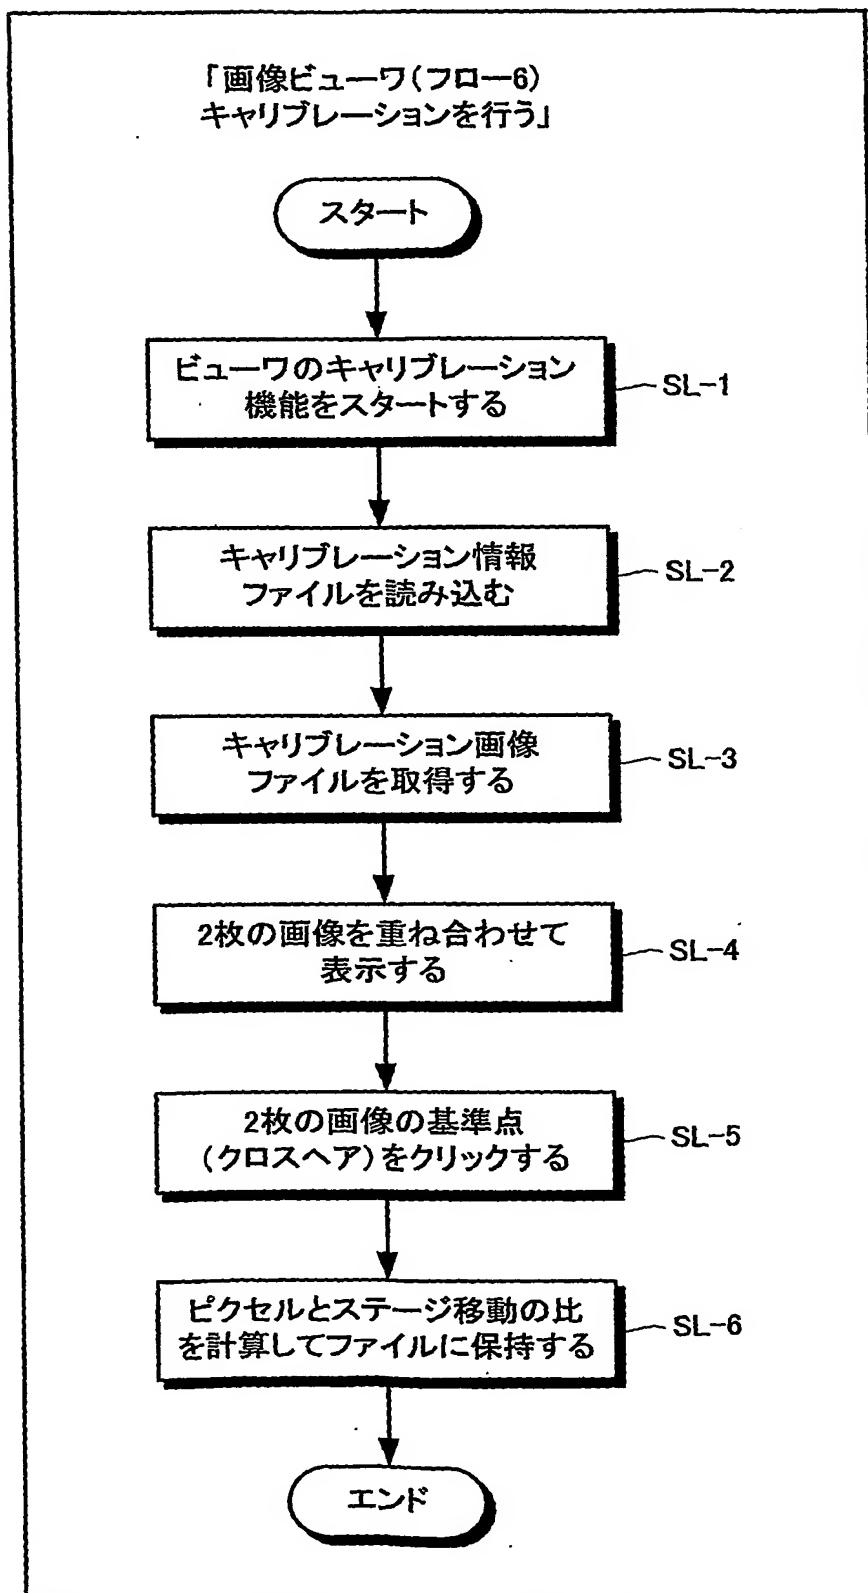 「画像ビューワ(フロー6)
キャリブレーションを行う」
スタート
ビューワのキャリブレーション
機能をスタートする
SL-1
キャリブレーション情報
ファイルを読み込む
SL-2
キャリブレーション画像
ファイルを取得する
SL-3
2枚の画像を重ね合わせて
表示する
SL-4
2枚の画像の基準点
(クロスヘア)をクリックする
SL-5
ピクセルとステージ移動の比
を計算してファイルに保持する
SL-6
エンド